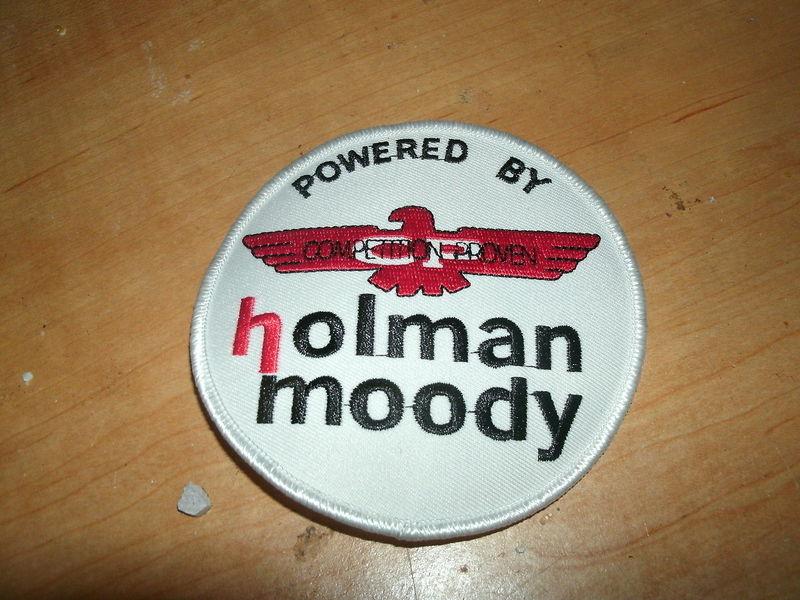 POWERED BY
COMPETITION PROVEN
holman
moody